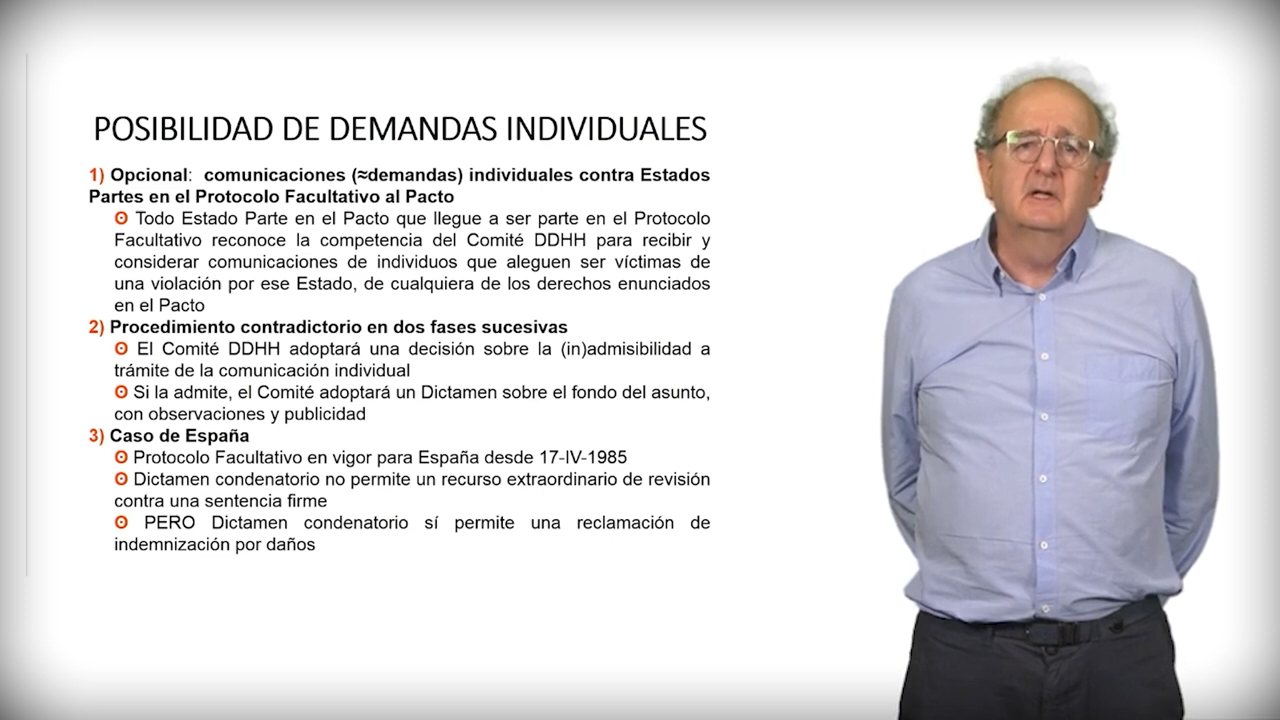 POSIBILIDAD DE DEMANDAS INDIVIDUALES
1) Opcional: comunicaciones (≈demandas) individuales contra Estados
Partes en el Protocolo Facultativo al Pacto
ʘ Todo Estado Parte en el Pacto que llegue a ser parte en el Protocolo
Facultativo reconoce la competencia del Comité DDHH para recibir y
considerar comunicaciones de individuos que aleguen ser víctimas de
una violación por ese Estado, de cualquiera de los derechos enunciados
en el Pacto
2) Procedimiento contradictorio en dos fases sucesivas
ʘ El Comité DDHH adoptará una decisión sobre la (in)admisibilidad a
trámite de la comunicación individual
ʘ Si la admite, el Comité adoptará un Dictamen sobre el fondo del asunto,
con observaciones y publicidad
3) Caso de España
ʘ Protocolo Facultativo en vigor para España desde 17-IV-1985
ʘ Dictamen condenatorio no permite un recurso extraordinario de revisión
contra una sentencia firme
ʘ PERO Dictamen condenatorio sí permite una reclamación de
indemnización por daños